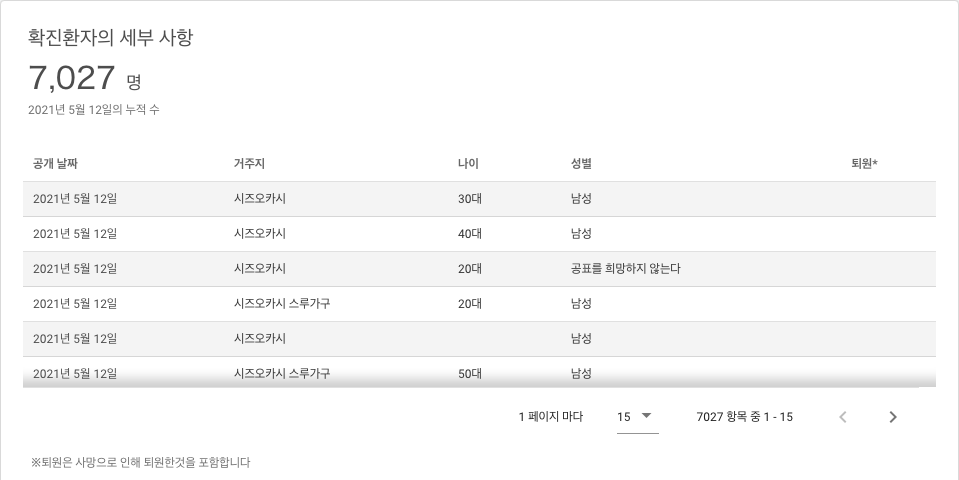 확진환자의 세부 사항
7,027 명
2021년 5월 12일의 누적 수
공개 날짜 거주지 나이 성별 퇴원*
2021년 5월 12일 시즈오카시 30대 남성
2021년 5월 12일 시즈오카시 40대 남성
2021년 5월 12일 시즈오카시 20대 공표를 희망하지 않는다
2021년 5월 12일 시즈오카시 스루가구 20대 남성
2021년 5월 12일 시즈오카시 남성
2021년 5월 12일 시즈오카시 스루가구 50대 남성
1 페이지 마다 15 7027 항목 중 1 - 15
※퇴원은 사망으로 인해 퇴원한것을 포함합니다